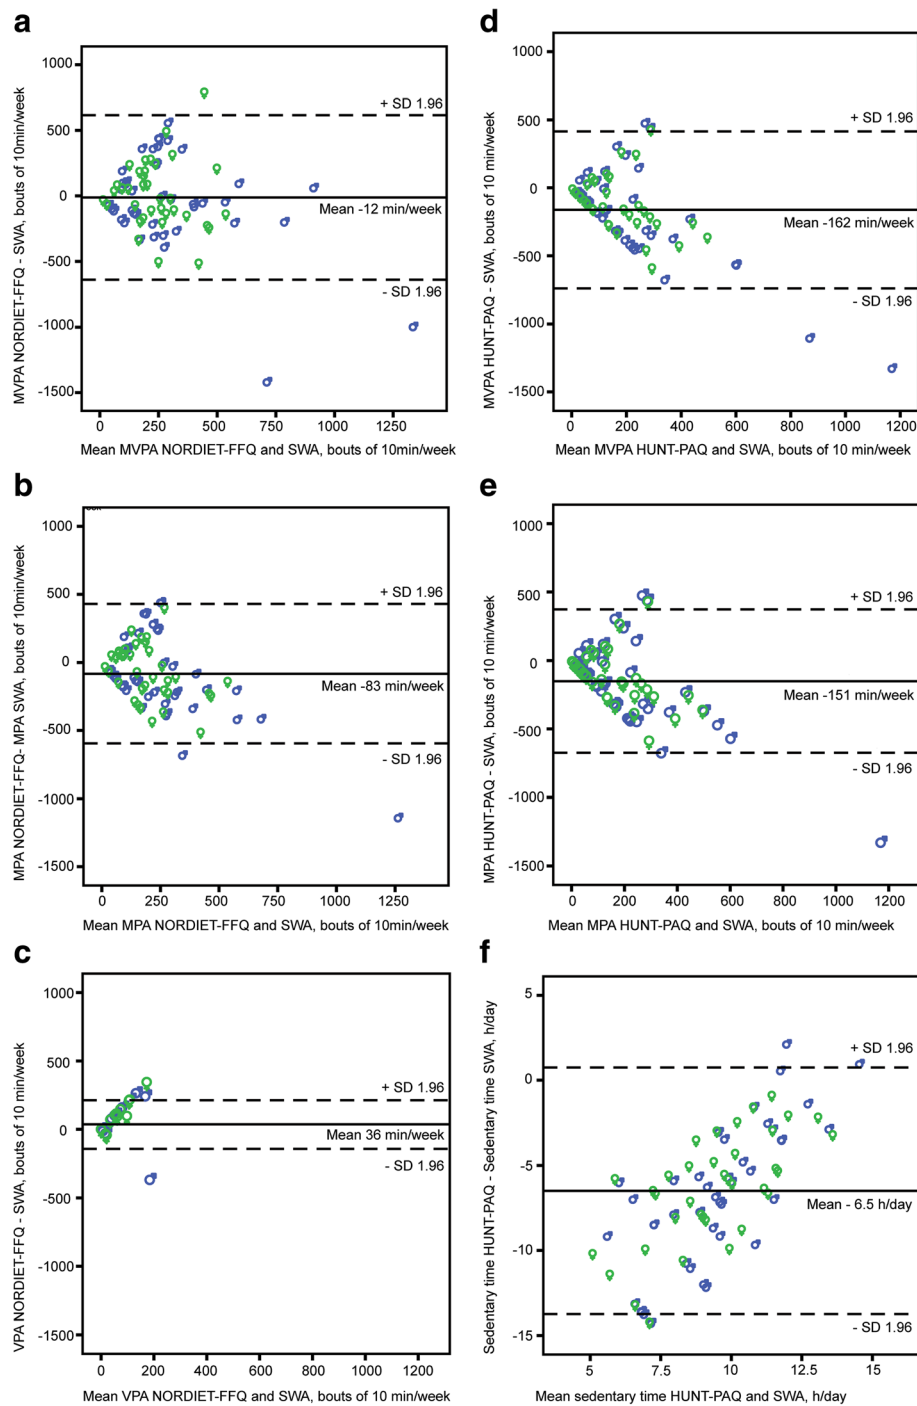 a
MVPA NORDIET-FFQ - SWA, bouts of 10min/week
1000
500
0
-500
-1000
-1500
+ SD 1.96
Mean -12 min/week
- SD 1.96
0 250 500 750 1000 1250
Mean MVPA NORDIET-FFQ and SWA, bouts of 10min/week
d
MVPA HUNT-PAQ - SWA, bouts of 10 min/week
1000
500
0
-500
-1000
-1500
+ SD 1.96
Mean -162 min/week
- SD 1.96
0 200 400 600 800 1000 1200
Mean MVPA HUNT-PAQ and SWA, bouts of 10 min/week
b
MPA NORDIET-FFQ- MPA SWA, bouts of 10min/week
1000
500
0
-500
-1000
-1500
+ SD 1.96
Mean -83 min/week
- SD 1.96
0 250 500 750 1000 1250
Mean MPA NORDIET-FFQ and SWA, bouts of 10min/week
e
MPA HUNT-PAQ - SWA, bouts of 10 min/week
1000
500
0
-500
-1000
-1500
+ SD 1.96
Mean -151 min/week
- SD 1.96
0 200 400 600 800 1000 1200
Mean MPA HUNT-PAQ and SWA, bouts of 10 min/week
c
VPA NORDIET-FFQ - SWA, bouts of 10 min/week
1000
500
0
-500
-1000
-1500
+ SD 1.96
Mean 36 min/week
- SD 1.96
0 200 400 600 800 1000 1200
Mean VPA NORDIET-FFQ and SWA, bouts of 10 min/week
f
Sedentary time HUNT-PAQ - Sedentary time SWA, h/day
5
0
-5
-10
-15
+ SD 1.96
Mean - 6.5 h/day
- SD 1.96
5 7.5 10 12.5 15
Mean sedentary time HUNT-PAQ and SWA, h/day